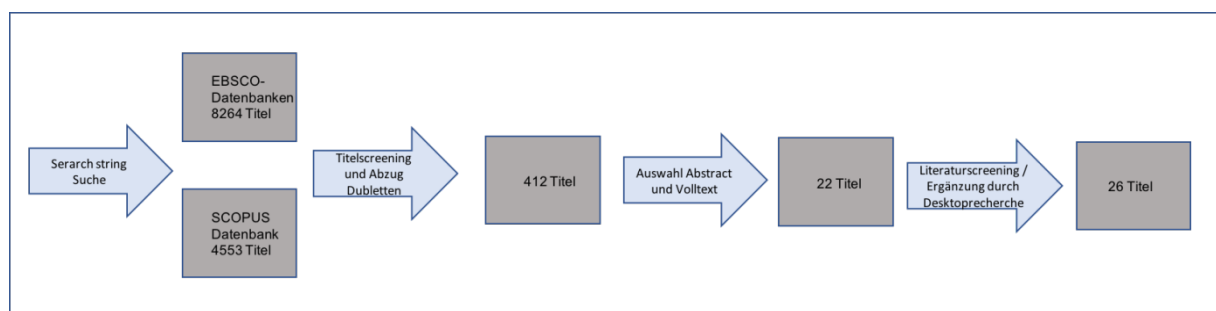 Serarch string
Suche
EBSCO-
Datenbanken
8264 Titel
SCOPUS
Datenbank
4553 Titel
Titelscreening
und Abzug
Dubletten
412 Titel
Auswahl Abstract
und Volltext
22 Titel
Literaturscreening /
Ergänzung durch
Desktoprecherche
26 Titel